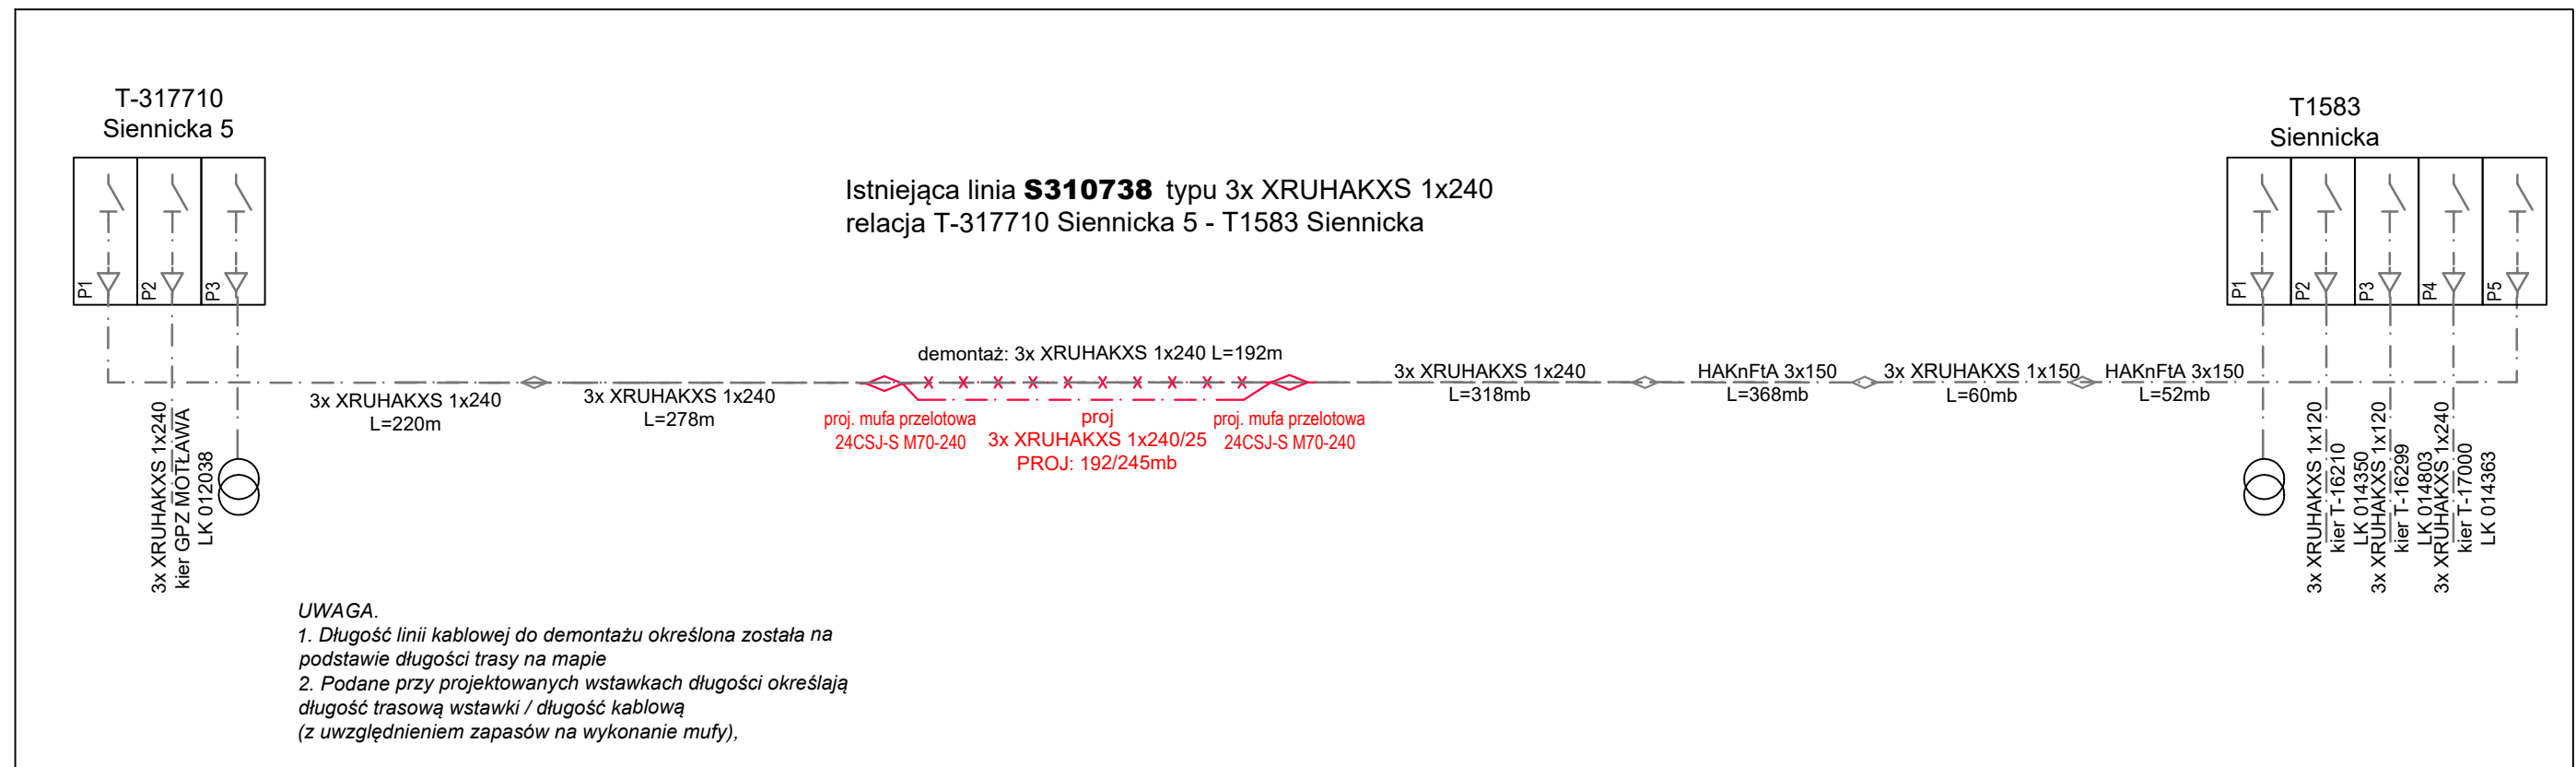 T-317710
Siennicka 5
P1
P2
P3
3x XRUHAKXS 1x240
kier GPZ MOTŁAWA
LK 012038
Istniejąca linia S310738 typu 3x XRUHAKXS 1x240
relacja T-317710 Siennicka 5 - T1583 Siennicka
3x XRUHAKXS 1x240
L=220m
3x XRUHAKXS 1x240
L=278m
demontaż: 3x XRUHAKXS 1x240 L=192m
proj. mufa przelotowa
24CSJ-S M70-240
proj
3x XRUHAKXS 1x240/25
PROJ: 192/245mb
proj. mufa przelotowa
24CSJ-S M70-240
3x XRUHAKXS 1x240
L=318mb
HAKnFtA 3x150
L=368mb
3x XRUHAKXS 1x150
L=60mb
HAKnFtA 3x150
L=52mb
T1583
Siennicka
P1
P2
P3
P4
P5
3x XRUHAKXS 1x120
kier T-16210
LK 014350
3x XRUHAKXS 1x120
kier T-16299
LK 014803
3x XRUHAKXS 1x240
kier T-17000
LK 014363
UWAGA.
1. Długość linii kablowej do demontażu określona została na
podstawie długości trasy na mapie
2. Podane przy projektowanych wstawkach długości określają
długość trasową wstawki / długość kablową
(z uwzględnieniem zapasów na wykonanie mufy),